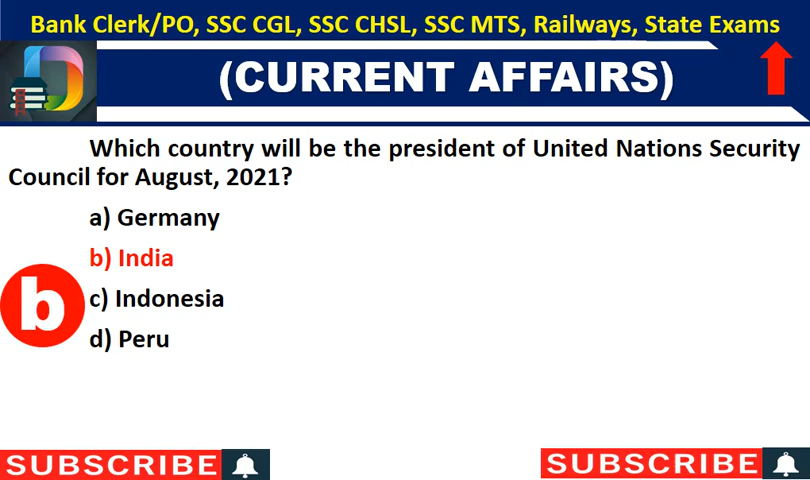 Bank Clerk/PO, SSC CGL, SSC CHSL, SSC MTS, Railways, State Exams
(CURRENT AFFAIRS)
Which country will be the president of United Nations Security
Council for August, 2021?
a) Germany
b) India
b
c) Indonesia
d) Peru
SUBSCRIBE
SUBSCRIBE